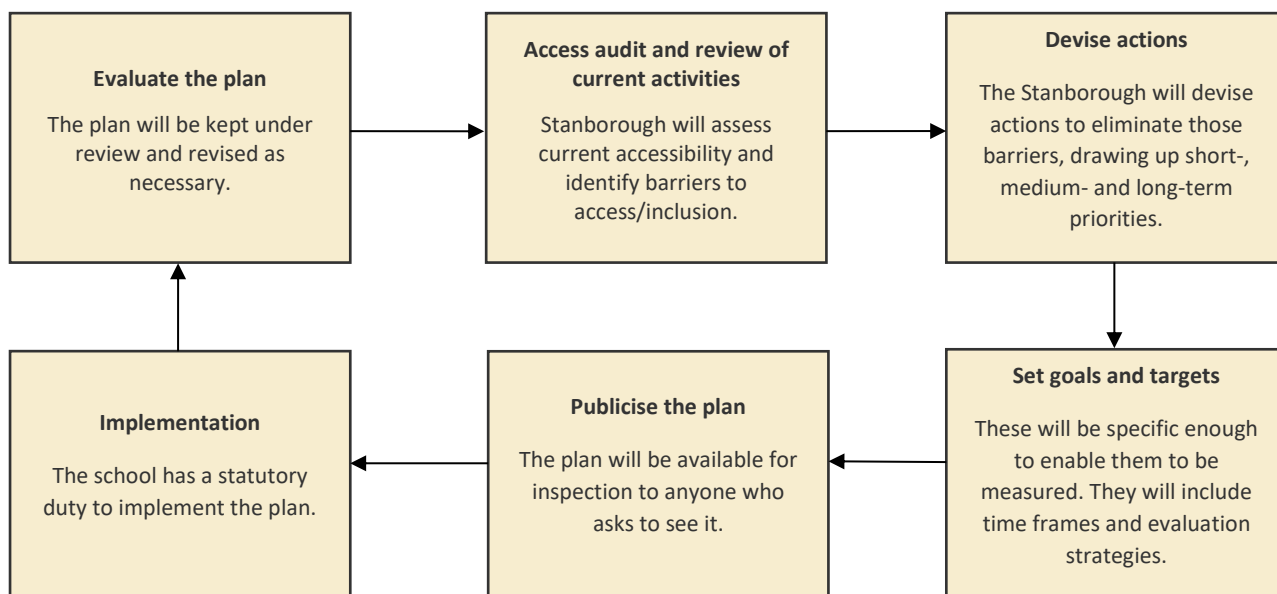 Evaluate the plan
The plan will be kept under
review and revised as
necessary.
Access audit and review of
current activities
Stanborough will assess
current accessibility and
identify barriers to
access/inclusion.
Devise actions
The Stanborough will devise
actions to eliminate those
barriers, drawing up short-,
medium- and long-term
priorities.
Implementation
The school has a statutory
duty to implement the plan.
Publicise the plan
The plan will be available for
inspection to anyone who
asks to see it.
Set goals and targets
These will be specific enough
to enable them to be
measured. They will include
time frames and evaluation
strategies.